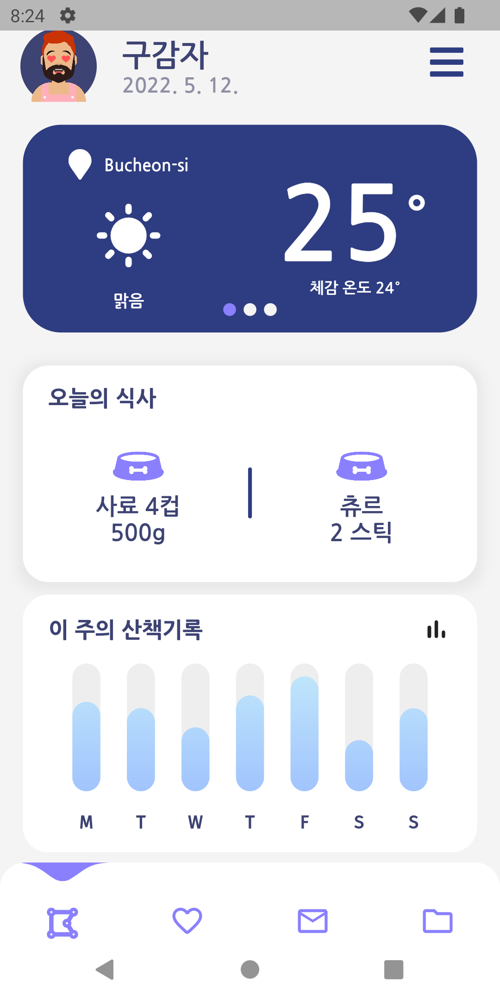 8:24
구감자
2022. 5. 12.
Bucheon-si
25°
체감 온도 24°
맑음
오늘의 식사
사료 4컵
500g
츄르
2 스틱
이 주의 산책기록
M T W T F S S